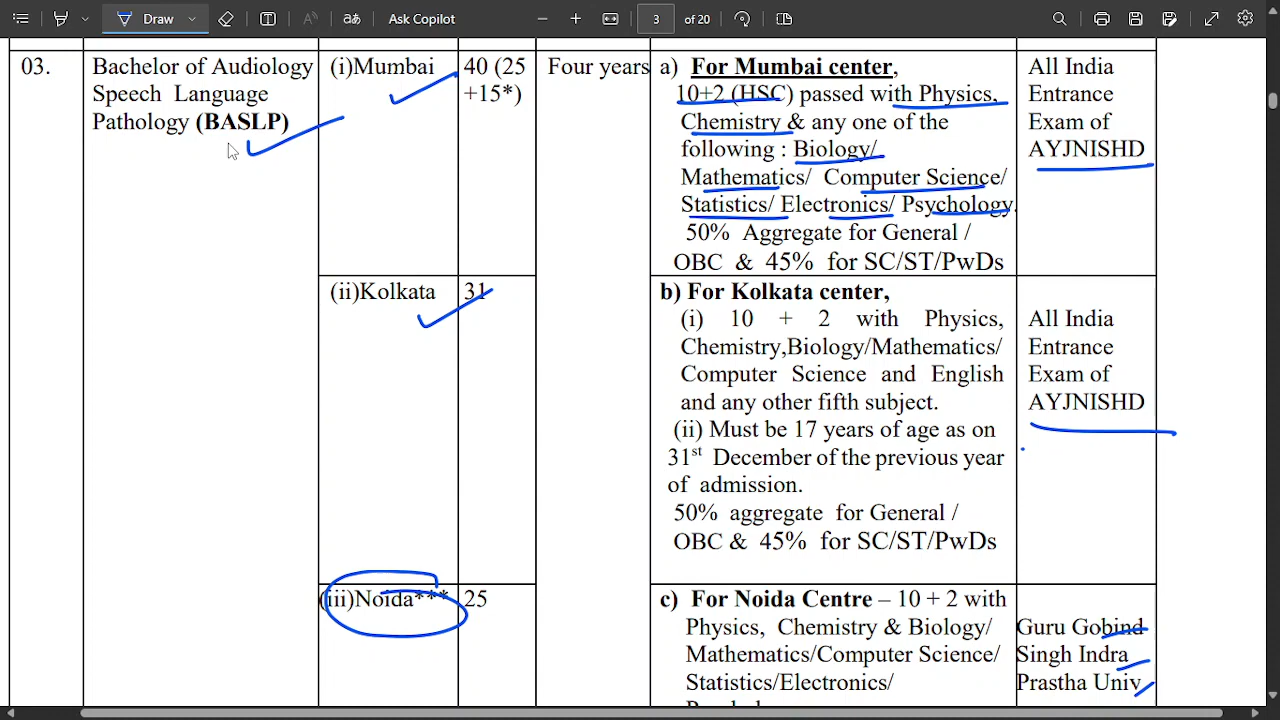 Draw
Ask Copilot
3 of 20
03.
Bachelor of Audiology
Speech Language
Pathology (BASLP)
(i)Mumbai
40 (25
+15*)
Four years
a) For Mumbai center,
10+2 (HSC) passed with Physics,
Chemistry & any one of the
following : Biology/
Mathematics/ Computer Science/
Statistics/ Electronics/ Psychology.
50% Aggregate for General /
OBC & 45% for SC/ST/PwDs
All India
Entrance
Exam of
AYJNISHD
(ii)Kolkata
31
b) For Kolkata center,
(i) 10 + 2 with Physics,
Chemistry,Biology/Mathematics/
Computer Science and English
and any other fifth subject.
(ii) Must be 17 years of age as on
31st December of the previous year
of admission.
50% aggregate for General /
OBC & 45% for SC/ST/PwDs
All India
Entrance
Exam of
AYJNISHD
(iii)Noida***
25
c) For Noida Centre – 10 + 2 with
Physics, Chemistry & Biology/
Mathematics/Computer Science/
Statistics/Electronics/
Guru Gobind
Singh Indra
Prastha Univ